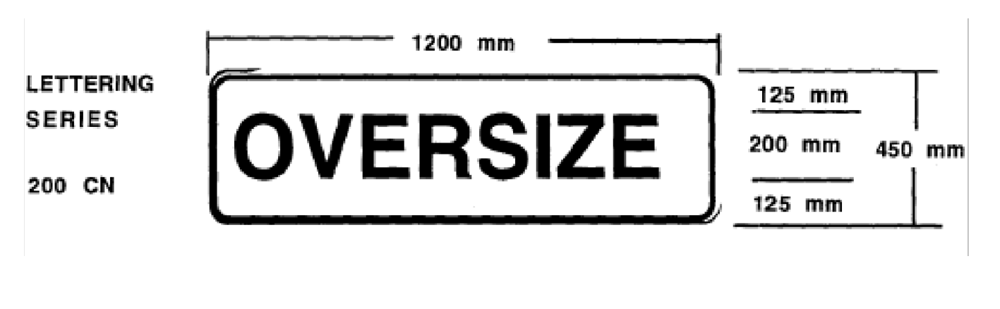 1200 mm
LETTERING
SERIES
200 CN
OVERSIZE
125 mm
200 mm
450 mm
125 mm